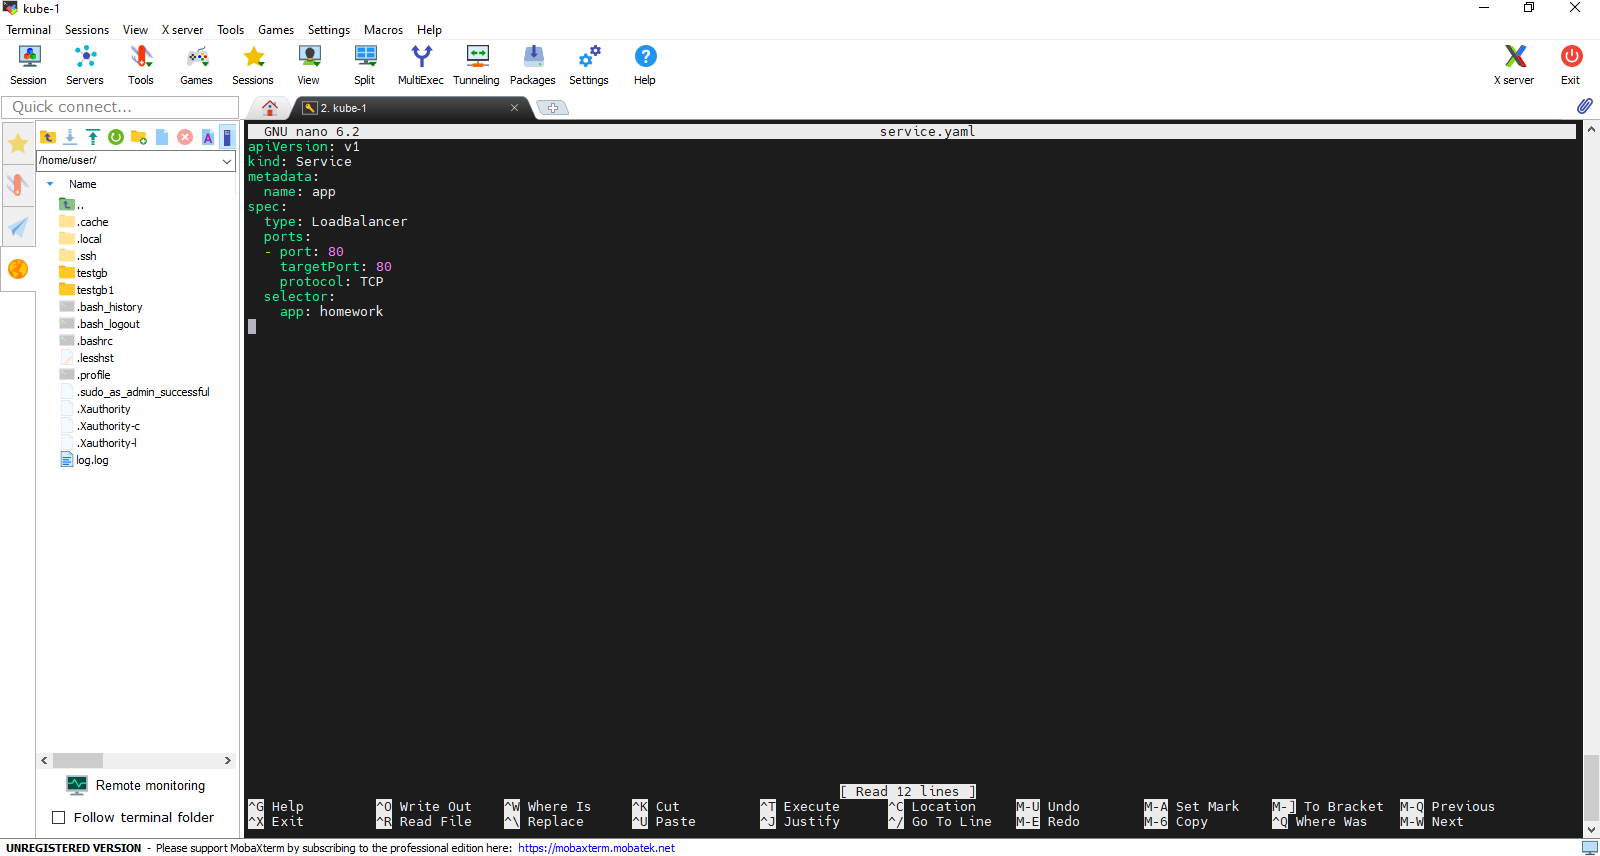 kube-1
Terminal Sessions View X server Tools Games Settings Macros Help
Session Servers Tools Games Sessions View Split MultiExec Tunneling Packages Settings Help X server Exit
Quick connect...
2. kube-1
/home/user/
Name
..
.cache
.local
.ssh
testgb
testgb1
.bash_history
.bash_logout
.bashrc
.lesshst
.profile
.sudo_as_admin_successful
.Xauthority
.Xauthority-c
.Xauthority-l
log.log
Remote monitoring
Follow terminal folder
GNU nano 6.2 service.yaml
apiVersion: v1
kind: Service
metadata:
  name: app
spec:
  type: LoadBalancer
  ports:
  - port: 80
    targetPort: 80
    protocol: TCP
  selector:
    app: homework
[ Read 12 lines ]
^G Help ^O Write Out ^W Where Is ^K Cut ^T Execute ^C Location M-U Undo M-A Set Mark M-] To Bracket M-Q Previous
^X Exit ^R Read File ^\ Replace ^U Paste ^J Justify ^/ Go To Line M-E Redo M-6 Copy ^Q Where Was M-W Next
UNREGISTERED VERSION - Please support MobaXterm by subscribing to the professional edition here: https://mobaxterm.mobatek.net